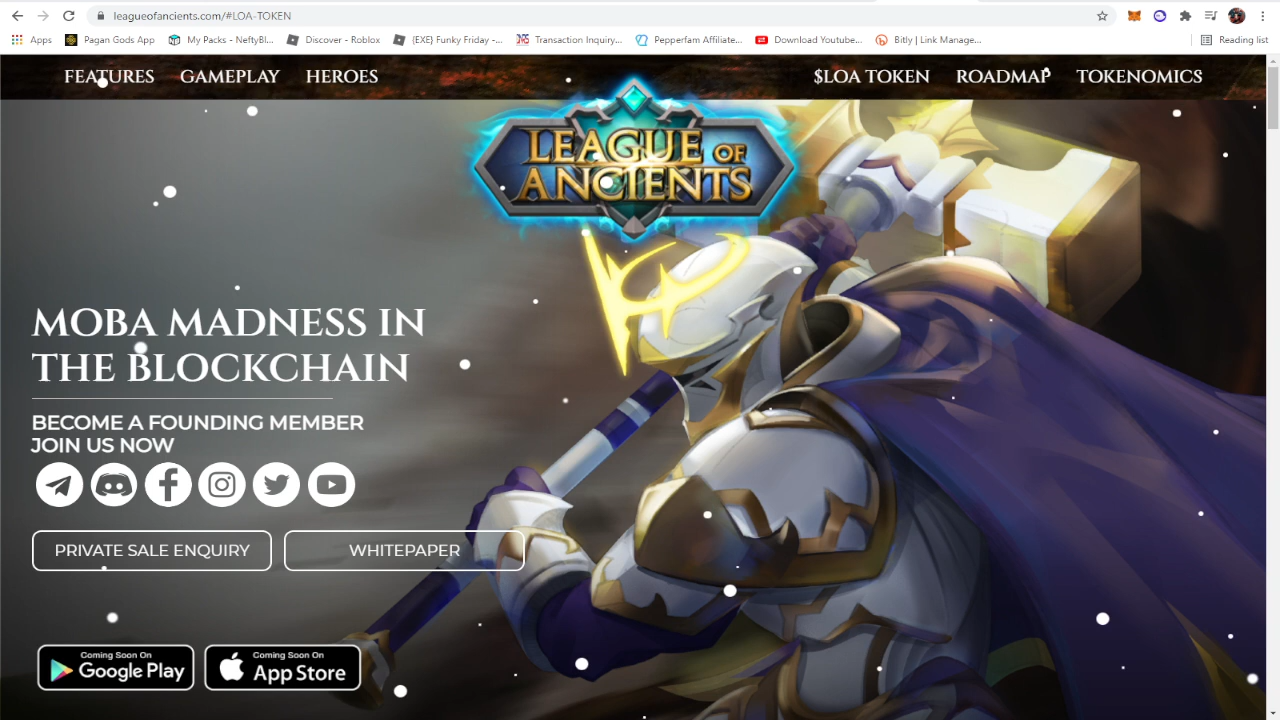 leagueofancients.com/#LOA-TOKEN
Apps
Pagan Gods App
My Packs - NeftyBl...
Discover - Roblox
{EXE} Funky Friday -...
Transaction Inquiry...
Pepperfam Affiliate...
Download Youtube...
Bitly | Link Manage...
Reading list
FEATURES
GAMEPLAY
HEROES
$LOA TOKEN
ROADMAP
TOKENOMICS
LEAGUE OF
ANCIENTS
MOBA MADNESS IN
THE BLOCKCHAIN
BECOME A FOUNDING MEMBER
JOIN US NOW
PRIVATE SALE ENQUIRY
WHITEPAPER
Coming Soon On
Google Play
Coming Soon On
App Store